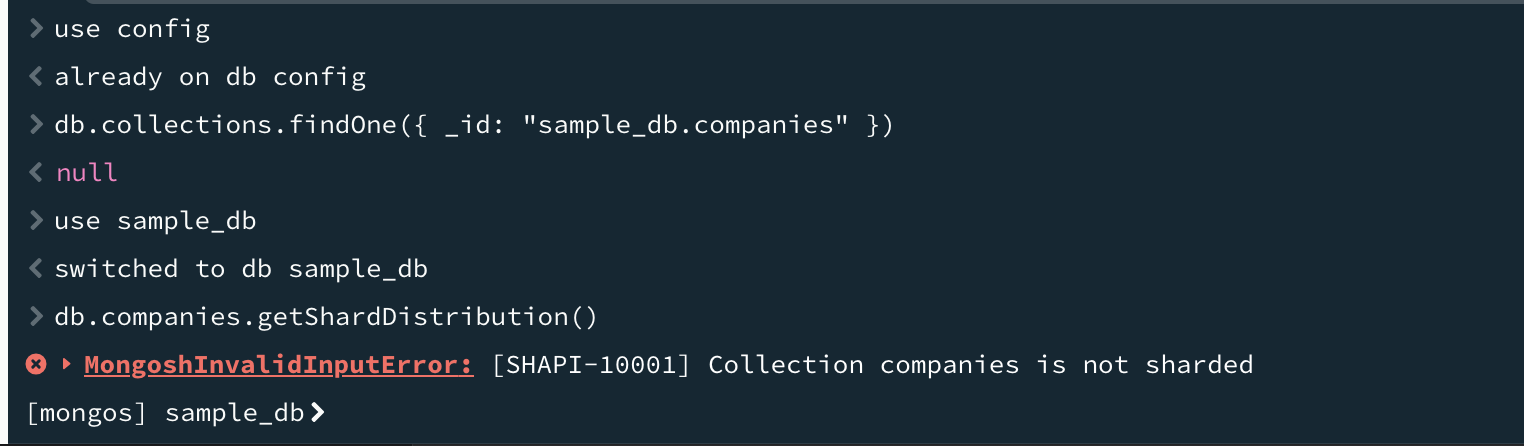 use config
already on db config
db.collections.findOne({ _id: "sample_db.companies" })
null
use sample_db
switched to db sample_db
db.companies.getShardDistribution()
MongoshInvalidInputError: [SHAPI-10001] Collection companies is not sharded
[mongos] sample_db>